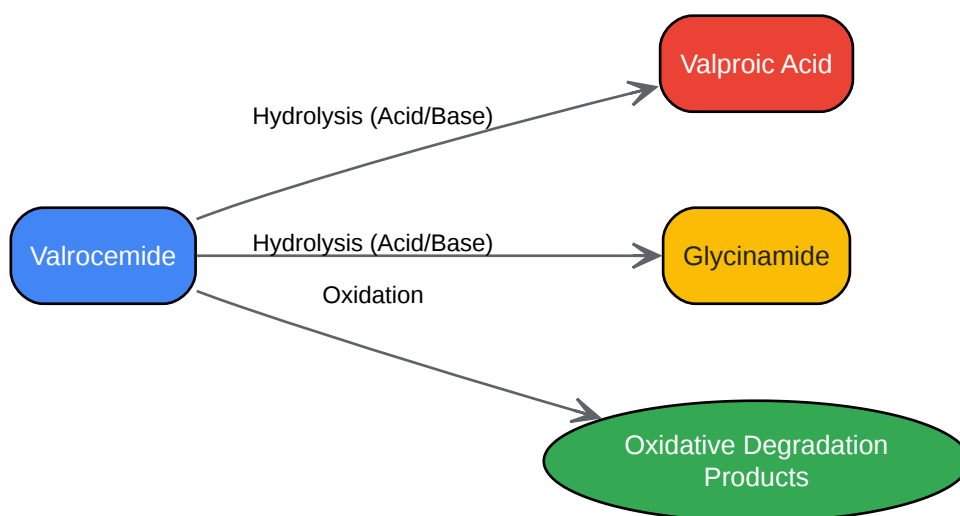 Valproic Acid
Hydrolysis (Acid/Base)
Valrocemide
Hydrolysis (Acid/Base)
Glycinamide
Oxidation
Oxidative Degradation
Products